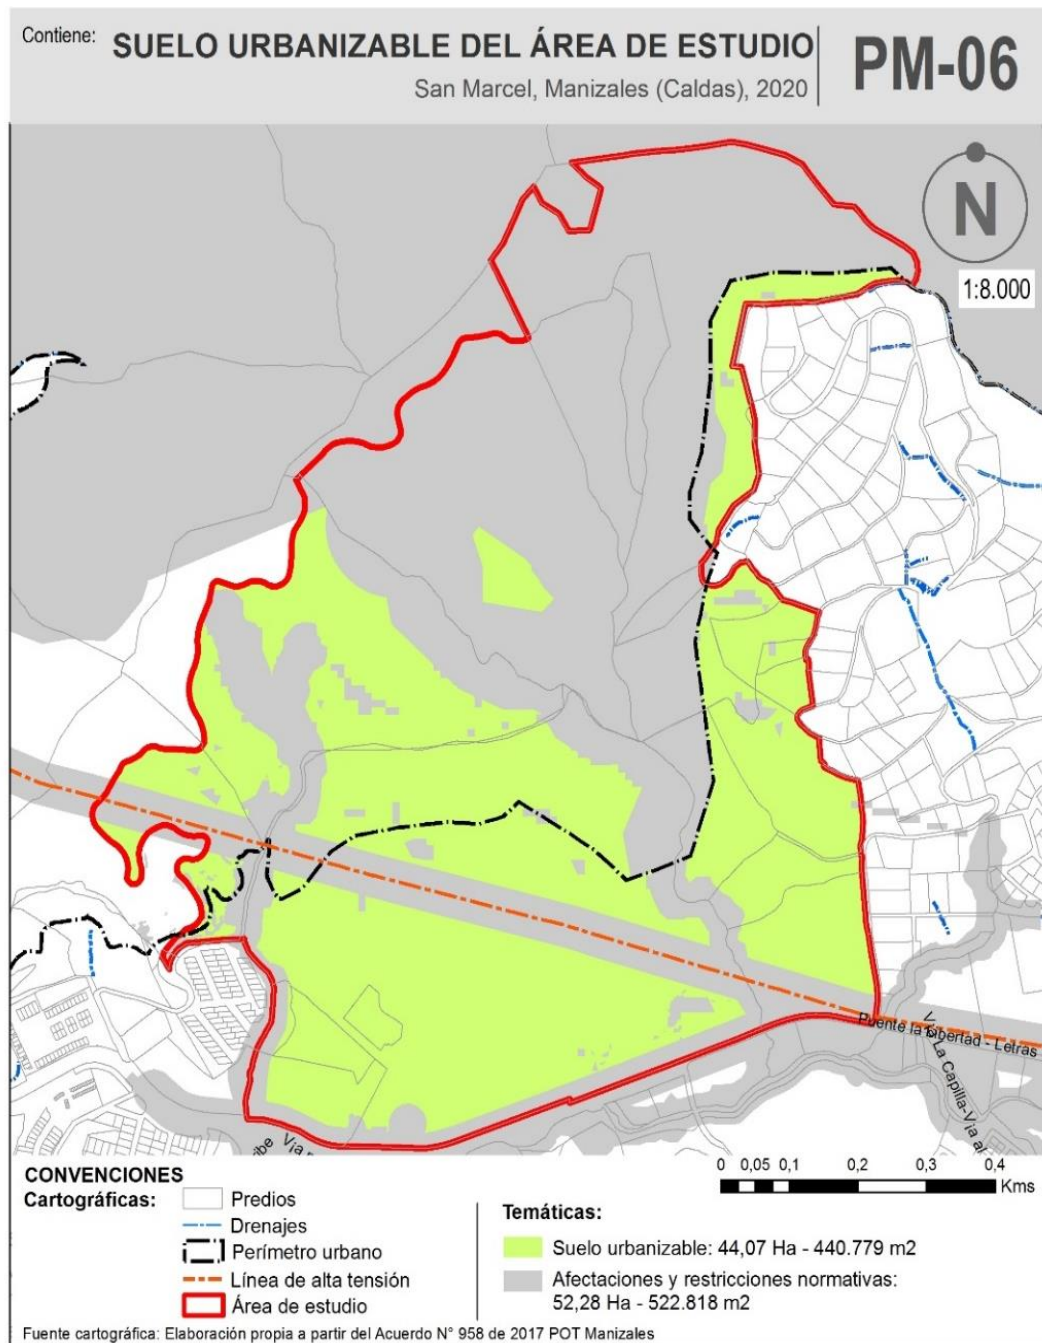 Contiene: SUELO URBANIZABLE DEL ÁREA DE ESTUDIO
San Marcel, Manizales (Caldas), 2020
PM-06
N
1:8.000
Puente la Libertad - Letras
La Capilla-Vía al
Vía
0 0,05 0,1 0,2 0,3 0,4
Kms
CONVENCIONES
Cartográficas:
Predios
Drenajes
Perímetro urbano
Línea de alta tensión
Área de estudio
Temáticas:
Suelo urbanizable: 44,07 Ha - 440.779 m2
Afectaciones y restricciones normativas:
52,28 Ha - 522.818 m2
Fuente cartográfica: Elaboración propia a partir del Acuerdo N° 958 de 2017 POT Manizales